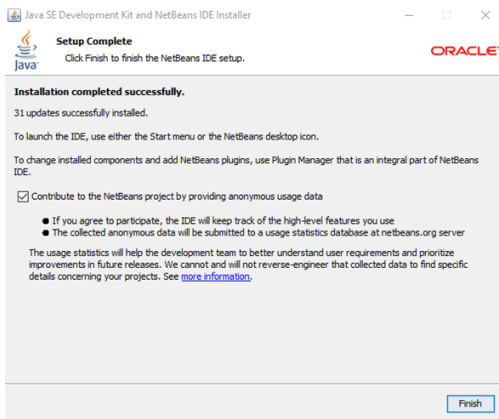 Java SE Development Kit and NetBeans IDE Installer
Setup Complete
Click Finish to finish the NetBeans IDE setup.
Java
ORACLE
Installation completed successfully.
31 updates successfully installed.
To launch the IDE, use either the Start menu or the NetBeans desktop icon.
To change installed components and add NetBeans plugins, use Plugin Manager that is an integral part of NetBeans
IDE.
Contribute to the NetBeans project by providing anonymous usage data
● If you agree to participate, the IDE will keep track of the high-level features you use
● The collected anonymous data will be submitted to a usage statistics database at netbeans.org server
The usage statistics will help the development team to better understand user requirements and prioritize
improvements in future releases. We cannot and will not reverse-engineer that collected data to find specific
details concerning your projects. See more information.
Finish